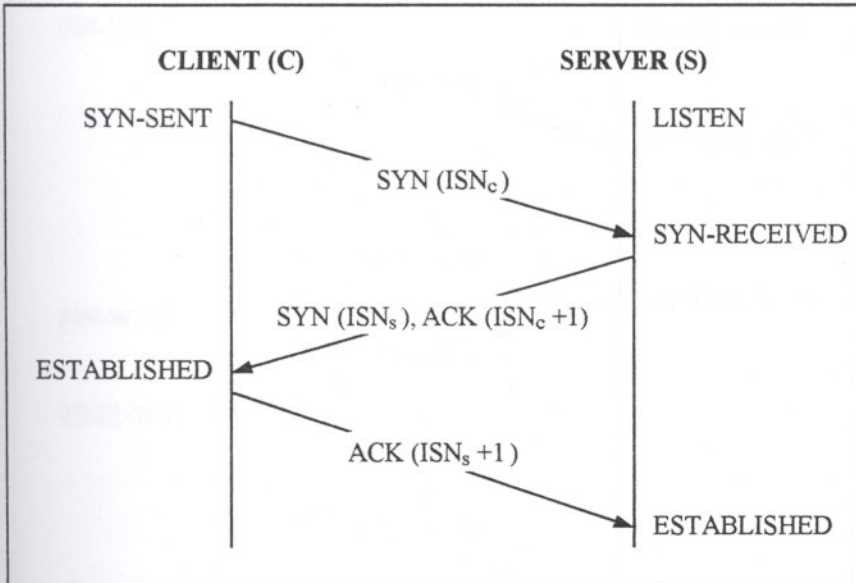 CLIENT (C) SERVER (S)
SYN-SENT LISTEN
SYN (ISNc)
SYN-RECEIVED
SYN (ISNs), ACK (ISNc +1)
ESTABLISHED
ACK (ISNs +1)
ESTABLISHED